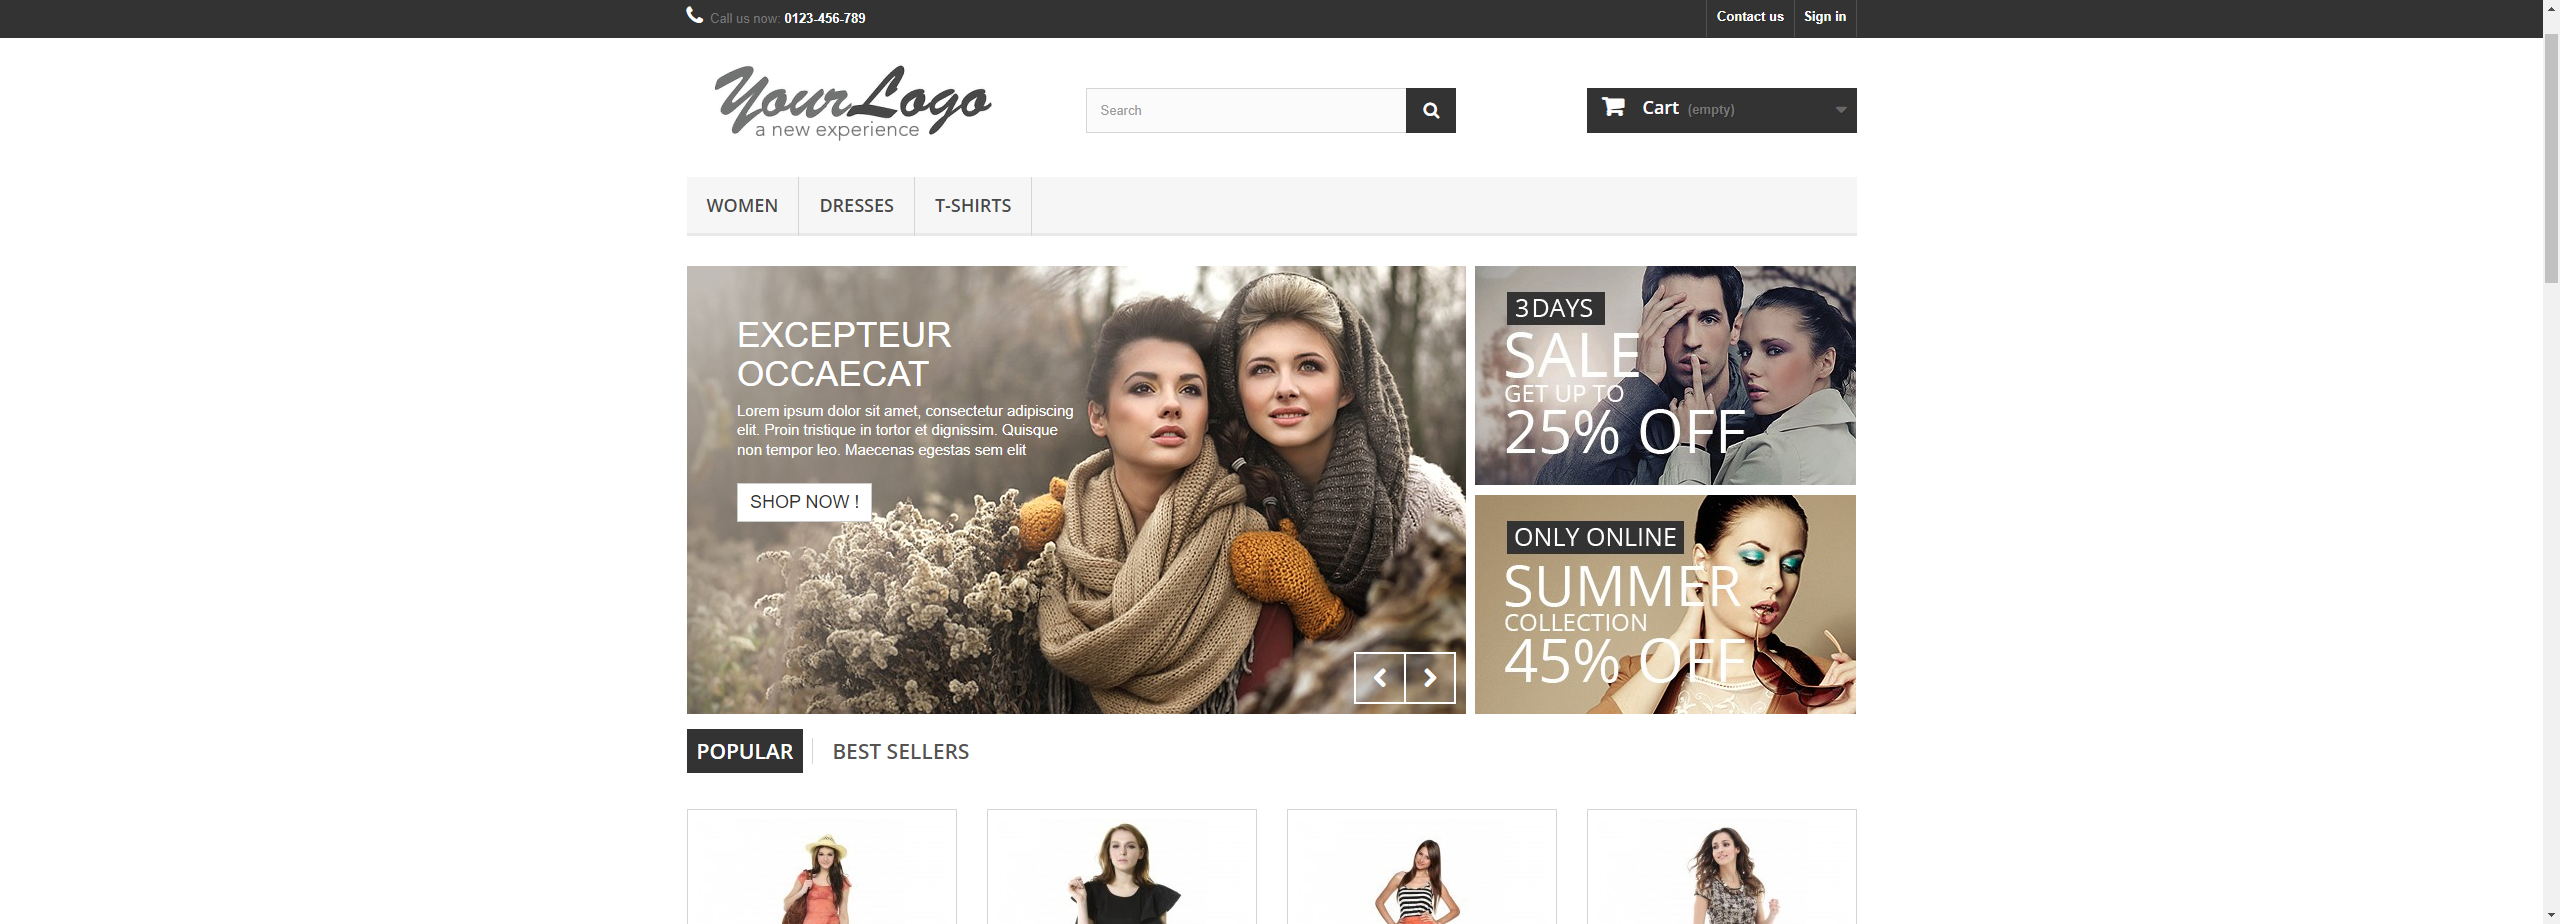 Call us now: 0123-456-789
Contact us
Sign in
YourLogo
a new experience
Search
Cart (empty)
WOMEN
DRESSES
T-SHIRTS
EXCEPTEUR
OCCAECAT
Lorem ipsum dolor sit amet, consectetur adipiscing
elit. Proin tristique in tortor et dignissim. Quisque
non tempor leo. Maecenas egestas sem elit
SHOP NOW !
3 DAYS
SALE
GET UP TO
25% OFF
ONLY ONLINE
SUMMER
COLLECTION
45% OFF
POPULAR
BEST SELLERS